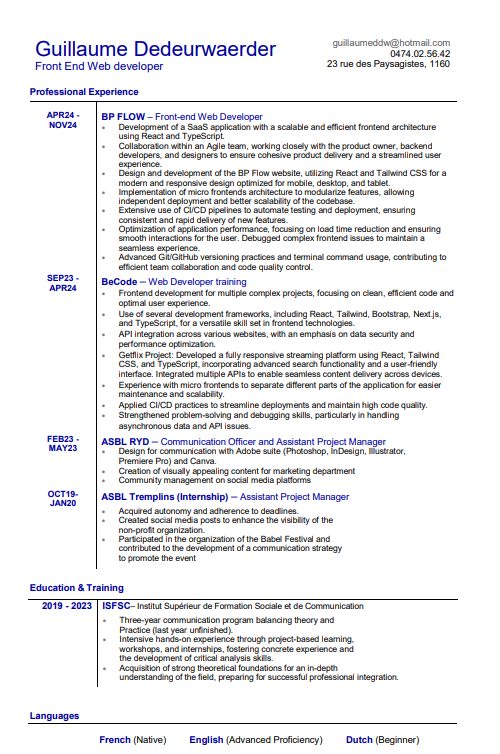 Guillaume Dedeurwaerder
Front End Web developer
guillaumeddw@hotmail.com
0474.02.56.42
23 rue des Paysagistes, 1160
Professional Experience
APR24 -
NOV24
BP FLOW – Front-end Web Developer
• Development of a SaaS application with a scalable and efficient frontend architecture
using React and TypeScript.
• Collaboration within an Agile team, working closely with the product owner, backend
developers, and designers to ensure cohesive product delivery and a streamlined user
experience.
• Design and development of the BP Flow website, utilizing React and Tailwind CSS for a
modern and responsive design optimized for mobile, desktop, and tablet.
• Implementation of micro frontends architecture to modularize features, allowing
independent deployment and better scalability of the codebase.
• Extensive use of CI/CD pipelines to automate testing and deployment, ensuring
consistent and rapid delivery of new features.
• Optimization of application performance, focusing on load time reduction and ensuring
smooth interactions for the user. Debugged complex frontend issues to maintain a
seamless experience.
• Advanced Git/GitHub versioning practices and terminal command usage, contributing to
efficient team collaboration and code quality control.
SEP23 -
APR24
BeCode – Web Developer training
• Frontend development for multiple complex projects, focusing on clean, efficient code and
optimal user experience.
• Use of several development frameworks, including React, Tailwind, Bootstrap, Next.js,
and TypeScript, for a versatile skill set in frontend technologies.
• API integration across various websites, with an emphasis on data security and
performance optimization.
• Getflix Project: Developed a fully responsive streaming platform using React, Tailwind
CSS, and TypeScript, incorporating advanced search functionality and a user-friendly
interface. Integrated multiple APIs to enable seamless content delivery across devices.
• Experience with micro frontends to separate different parts of the application for easier
maintenance and scalability.
• Applied CI/CD practices to streamline deployments and maintain high code quality.
• Strengthened problem-solving and debugging skills, particularly in handling
asynchronous data and API issues.
FEB23 -
MAY23
ASBL RYD – Communication Officer and Assistant Project Manager
• Design for communication with Adobe suite (Photoshop, InDesign, Illustrator,
Premiere Pro) and Canva.
• Creation of visually appealing content for marketing department
• Community management on social media platforms
OCT19-
JAN20
ASBL Tremplins (Internship) – Assistant Project Manager
• Acquired autonomy and adherence to deadlines.
• Created social media posts to enhance the visibility of the
non-profit organization.
• Participated in the organization of the Babel Festival and
contributed to the development of a communication strategy
to promote the event
Education & Training
2019 - 2023
ISFSC– Institut Supérieur de Formation Sociale et de Communication
• Three-year communication program balancing theory and
Practice (last year unfinished).
• Intensive hands-on experience through project-based learning,
workshops, and internships, fostering concrete experience and
the development of critical analysis skills.
• Acquisition of strong theoretical foundations for an in-depth
understanding of the field, preparing for successful professional integration.
Languages
French (Native) English (Advanced Proficiency) Dutch (Beginner)